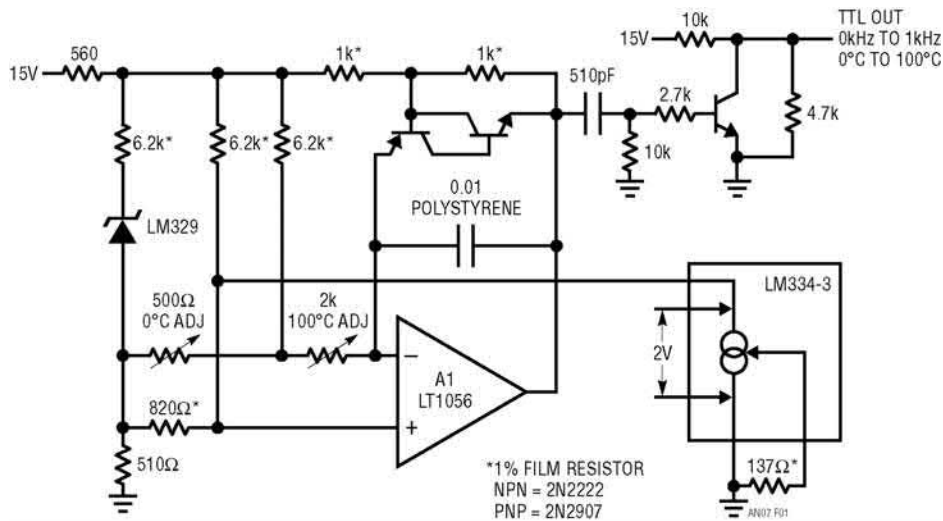 560
15V
1k*
1k*
510pF
15V
10k
TTL OUT
0kHz TO 1kHz
0°C TO 100°C
2.7k
4.7k
10k
6.2k*
6.2k*
6.2k*
0.01
POLYSTYRENE
LM329
500Ω
0°C ADJ
2k
100°C ADJ
LM334-3
2V
–
A1
LT1056
+
820Ω*
510Ω
137Ω*
*1% FILM RESISTOR
NPN = 2N2222
PNP = 2N2907
AN07 F01